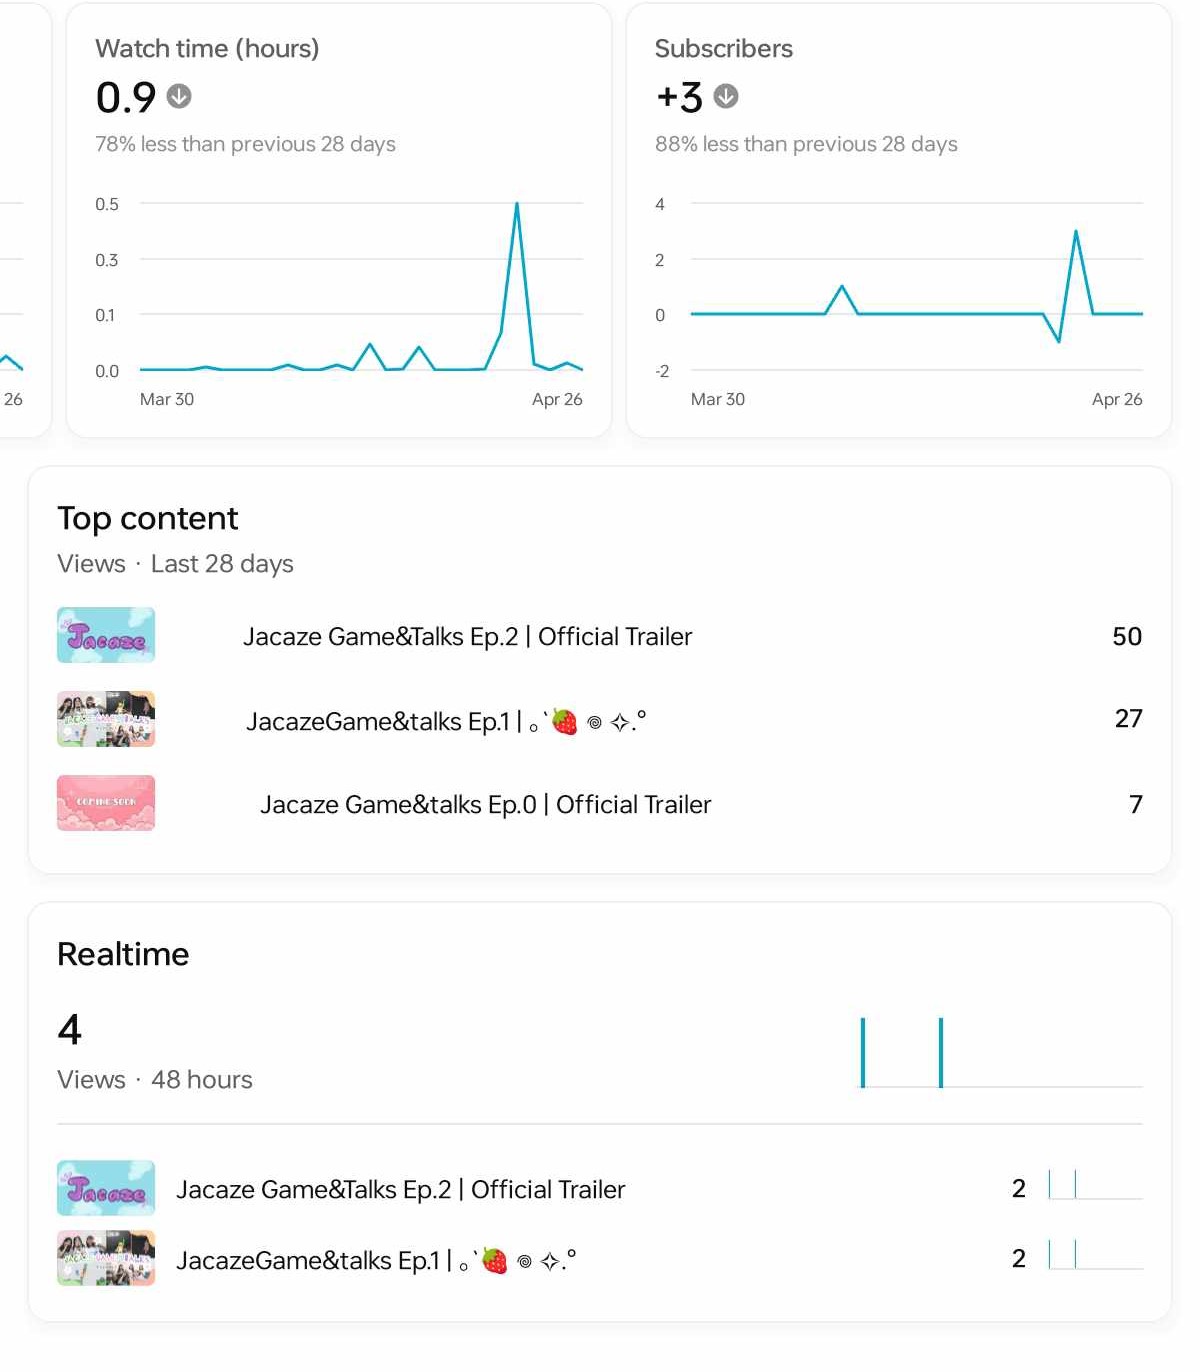 Watch time (hours)
0.9
78% less than previous 28 days
0.5
0.3
0.1
0.0
Mar 30
Apr 26
Subscribers
+3
88% less than previous 28 days
4
2
0
-2
Mar 30
Apr 26
26
Top content
Views · Last 28 days
Jacaze
Jacaze Game&Talks Ep.2 | Official Trailer
50
JacazeGame&talks Ep.1 | ｡˚🍓 ๑ ✧.°
27
COMING SOON
Jacaze Game&talks Ep.0 | Official Trailer
7
Realtime
4
Views · 48 hours
Jacaze
Jacaze Game&Talks Ep.2 | Official Trailer
2
JacazeGame&talks Ep.1 | ｡˚🍓 ๑ ✧.°
2